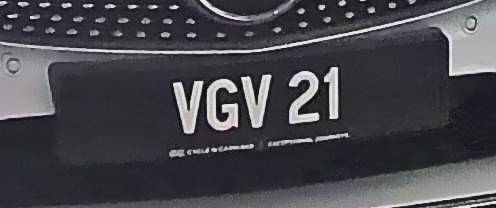 VGV 21
CYCLE & CARRIAGE | EXCEPTIONAL JOURNEYS.